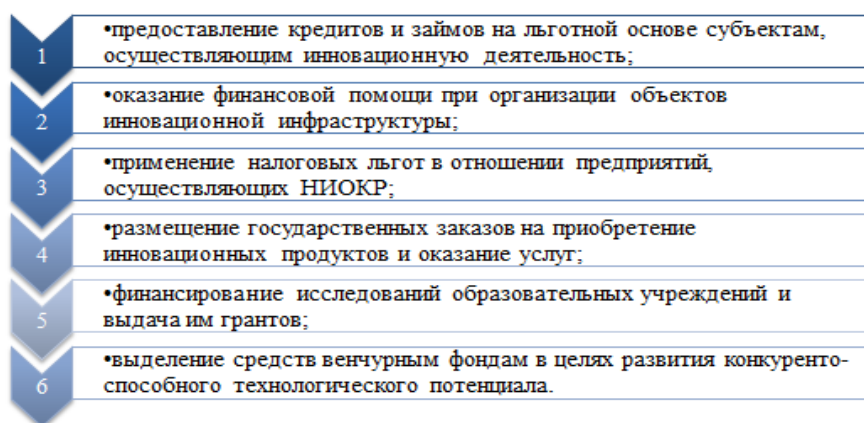 1
•предоставление кредитов и займов на льготной основе субъектам,
осуществляющим инновационную деятельность;
2
•оказание финансовой помощи при организации объектов
инновационной инфраструктуры;
3
•применение налоговых льгот в отношении предприятий,
осуществляющих НИОКР;
4
•размещение государственных заказов на приобретение
инновационных продуктов и оказание услуг;
5
•финансирование исследований образовательных учреждений и
выдача им грантов;
6
•выделение средств венчурным фондам в целях развития конкуренто-
способного технологического потенциала.